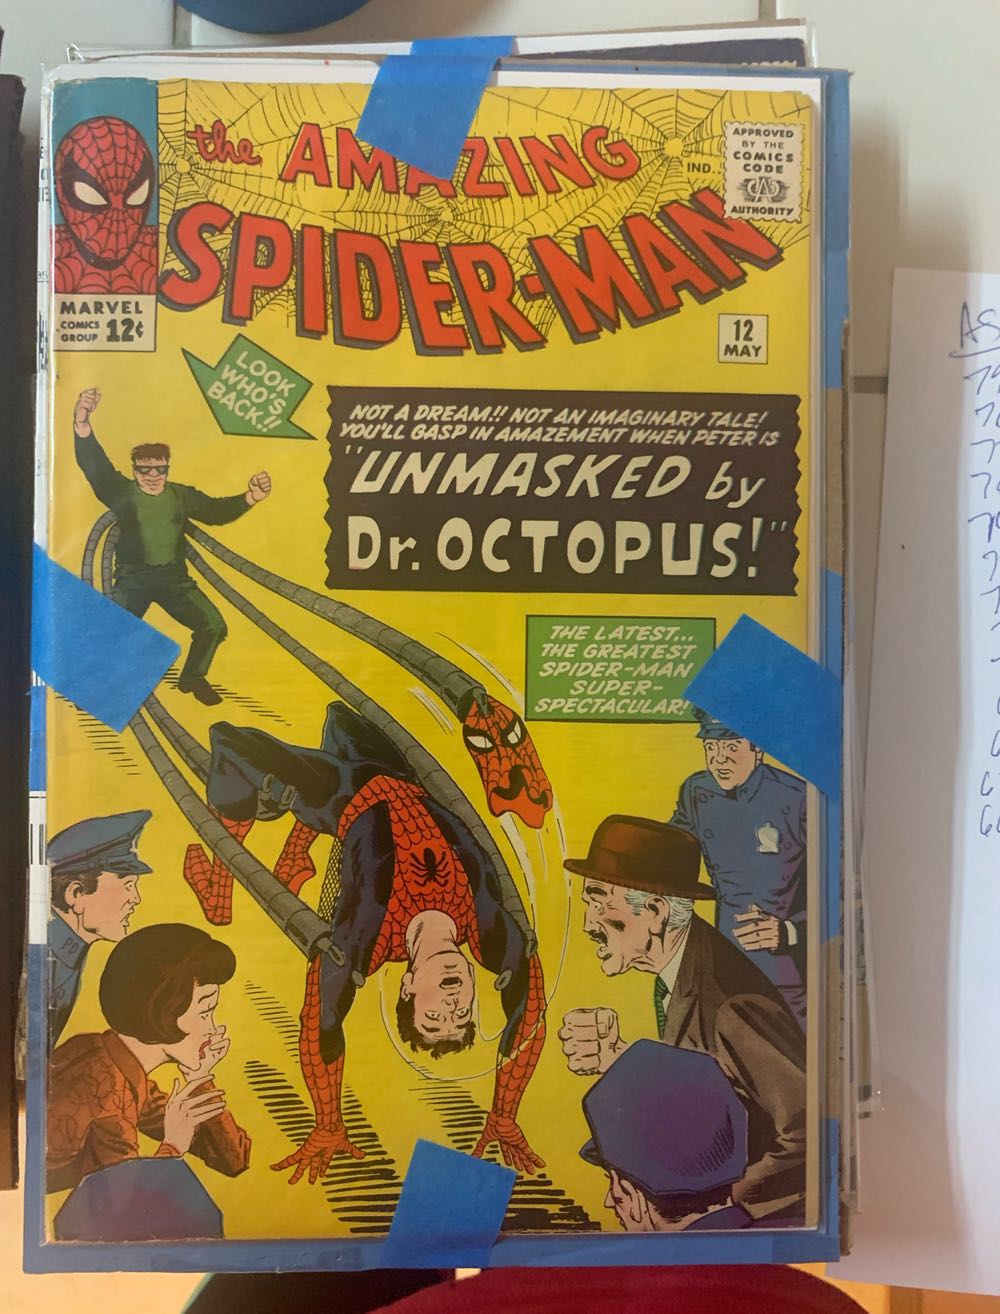 the AMAZING
SPIDER-MAN
IND.
APPROVED
BY THE
COMICS
CODE
CA
AUTHORITY
MARVEL
COMICS
GROUP 12¢
12
MAY
LOOK
WHO'S
BACK!!
NOT A DREAM!! NOT AN IMAGINARY TALE!
YOU'LL GASP IN AMAZEMENT WHEN PETER IS
"UNMASKED by
Dr. OCTOPUS!"
THE LATEST...
THE GREATEST
SPIDER-MAN
SUPER-
SPECTACULAR!
PD
AS